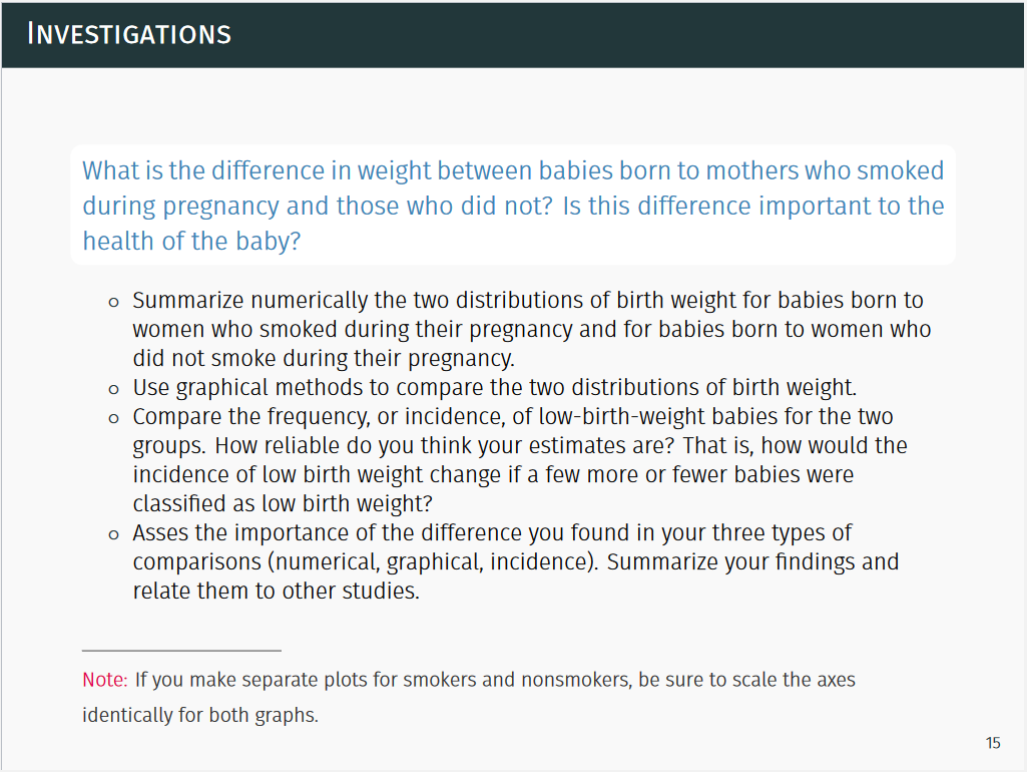 INVESTIGATIONS
What is the difference in weight between babies born to mothers who smoked
during pregnancy and those who did not? Is this difference important to the
health of the baby?
Summarize numerically the two distributions of birth weight for babies born to
women who smoked during their pregnancy and for babies born to women who
did not smoke during their pregnancy.
Use graphical methods to compare the two distributions of birth weight.
Compare the frequency, or incidence, of low-birth-weight babies for the two
groups. How reliable do you think your estimates are? That is, how would the
incidence of low birth weight change if a few more or fewer babies were
classified as low birth weight?
Asses the importance of the difference you found in your three types of
comparisons (numerical, graphical, incidence). Summarize your findings and
relate them to other studies.
Note: If you make separate plots for smokers and nonsmokers, be sure to scale the axes
identically for both graphs.
15